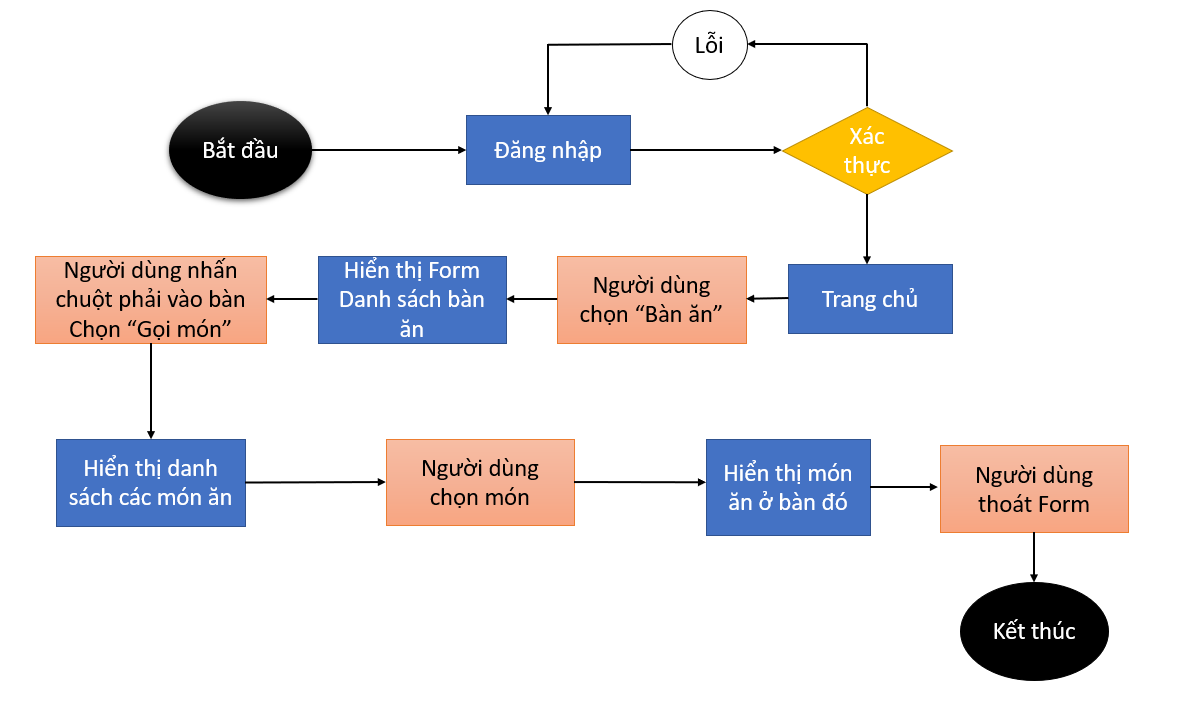 Lỗi
Bắt đầu
Đăng nhập
Xác
thực
Trang chủ
Người dùng
chọn “Bàn ăn”
Hiển thị Form
Danh sách bàn
ăn
Người dùng nhấn
chuột phải vào bàn
Chọn “Gọi món”
Hiển thị danh
sách các món ăn
Người dùng
chọn món
Hiển thị món
ăn ở bàn đó
Người dùng
thoát Form
Kết thúc